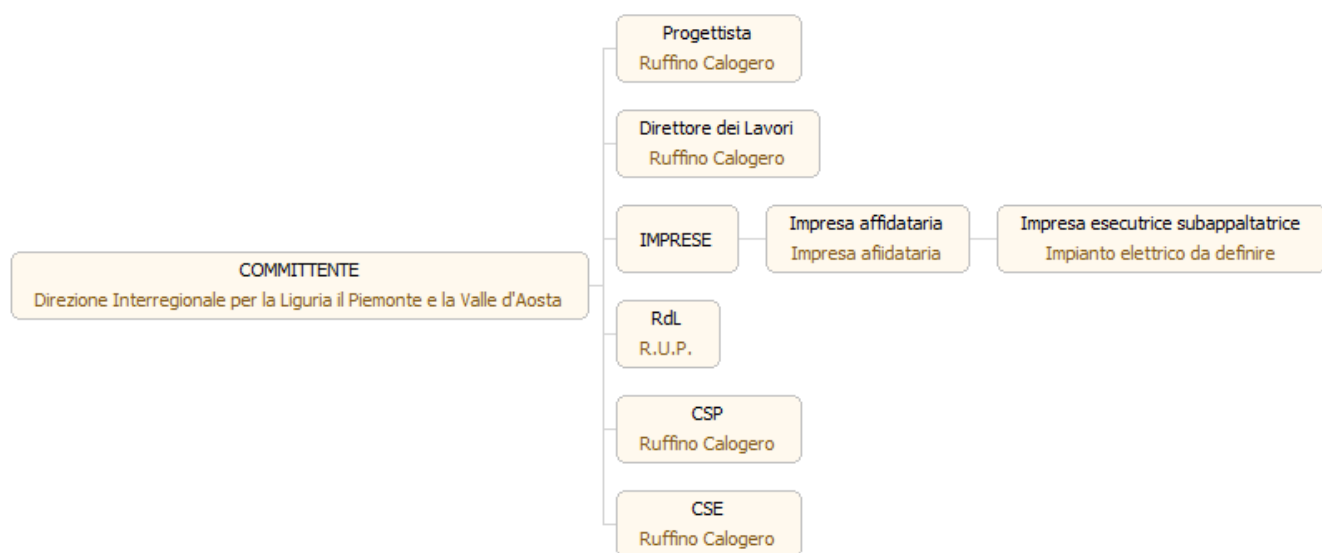 Progettista
Ruffino Calogero
Direttore dei Lavori
Ruffino Calogero
IMPRESE
Impresa affidataria
Impresa afiidataria
Impresa esecutrice subappaltatrice
Impianto elettrico da definire
COMMITTENTE
Direzione Interregionale per la Liguria il Piemonte e la Valle d'Aosta
RdL
R.U.P.
CSP
Ruffino Calogero
CSE
Ruffino Calogero